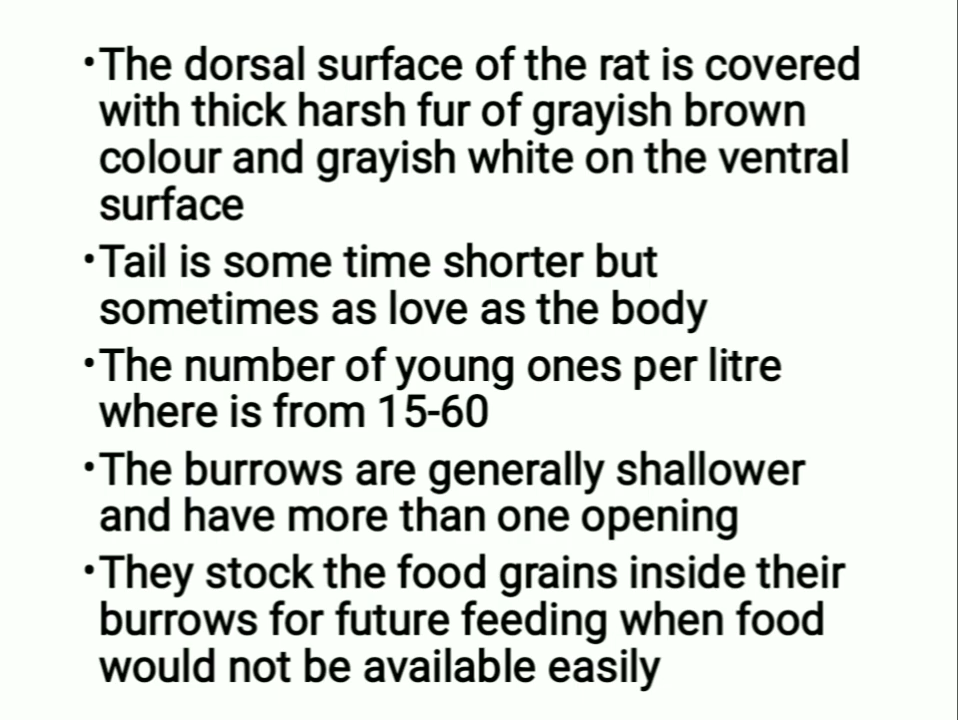 •The dorsal surface of the rat is covered
with thick harsh fur of grayish brown
colour and grayish white on the ventral
surface
•Tail is some time shorter but
sometimes as love as the body
•The number of young ones per litre
where is from 15-60
•The burrows are generally shallower
and have more than one opening
•They stock the food grains inside their
burrows for future feeding when food
would not be available easily